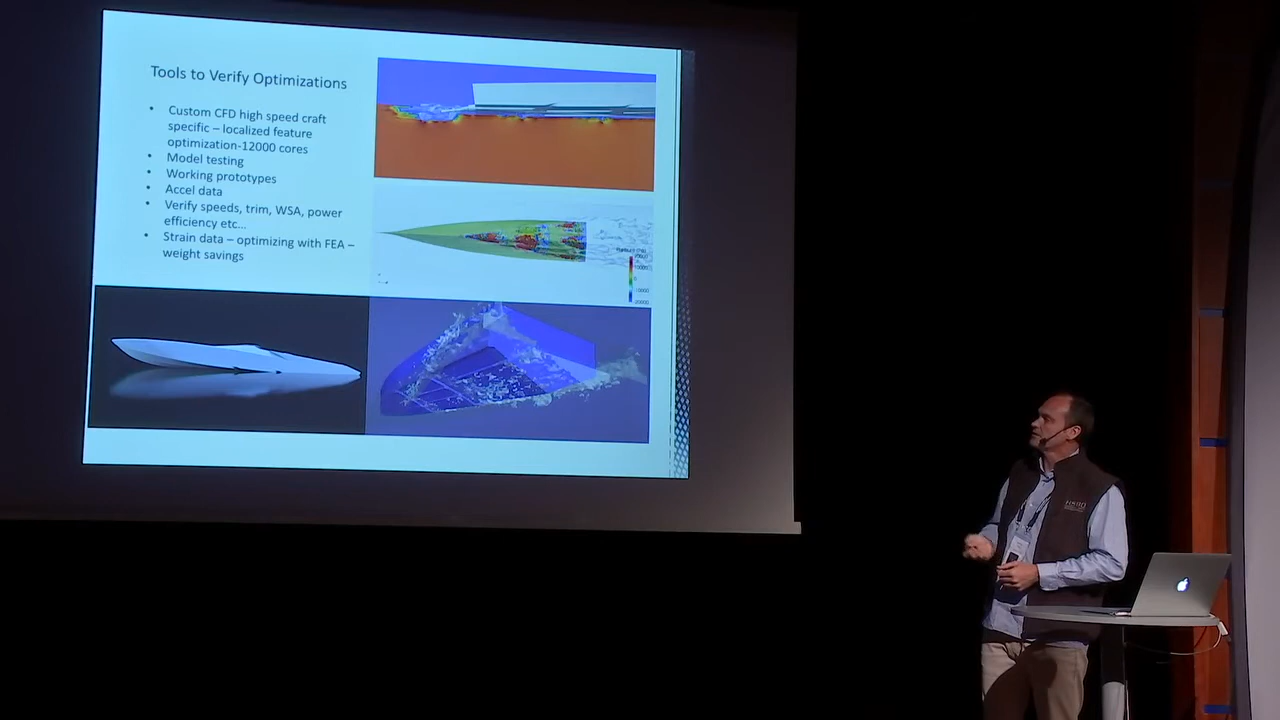 Tools to Verify Optimizations
• Custom CFD high speed craft
specific – localized feature
optimization-12000 cores
• Model testing
• Working prototypes
• Accel data
• Verify speeds, trim, WSA, power
efficiency etc...
• Strain data – optimizing with FEA –
weight savings